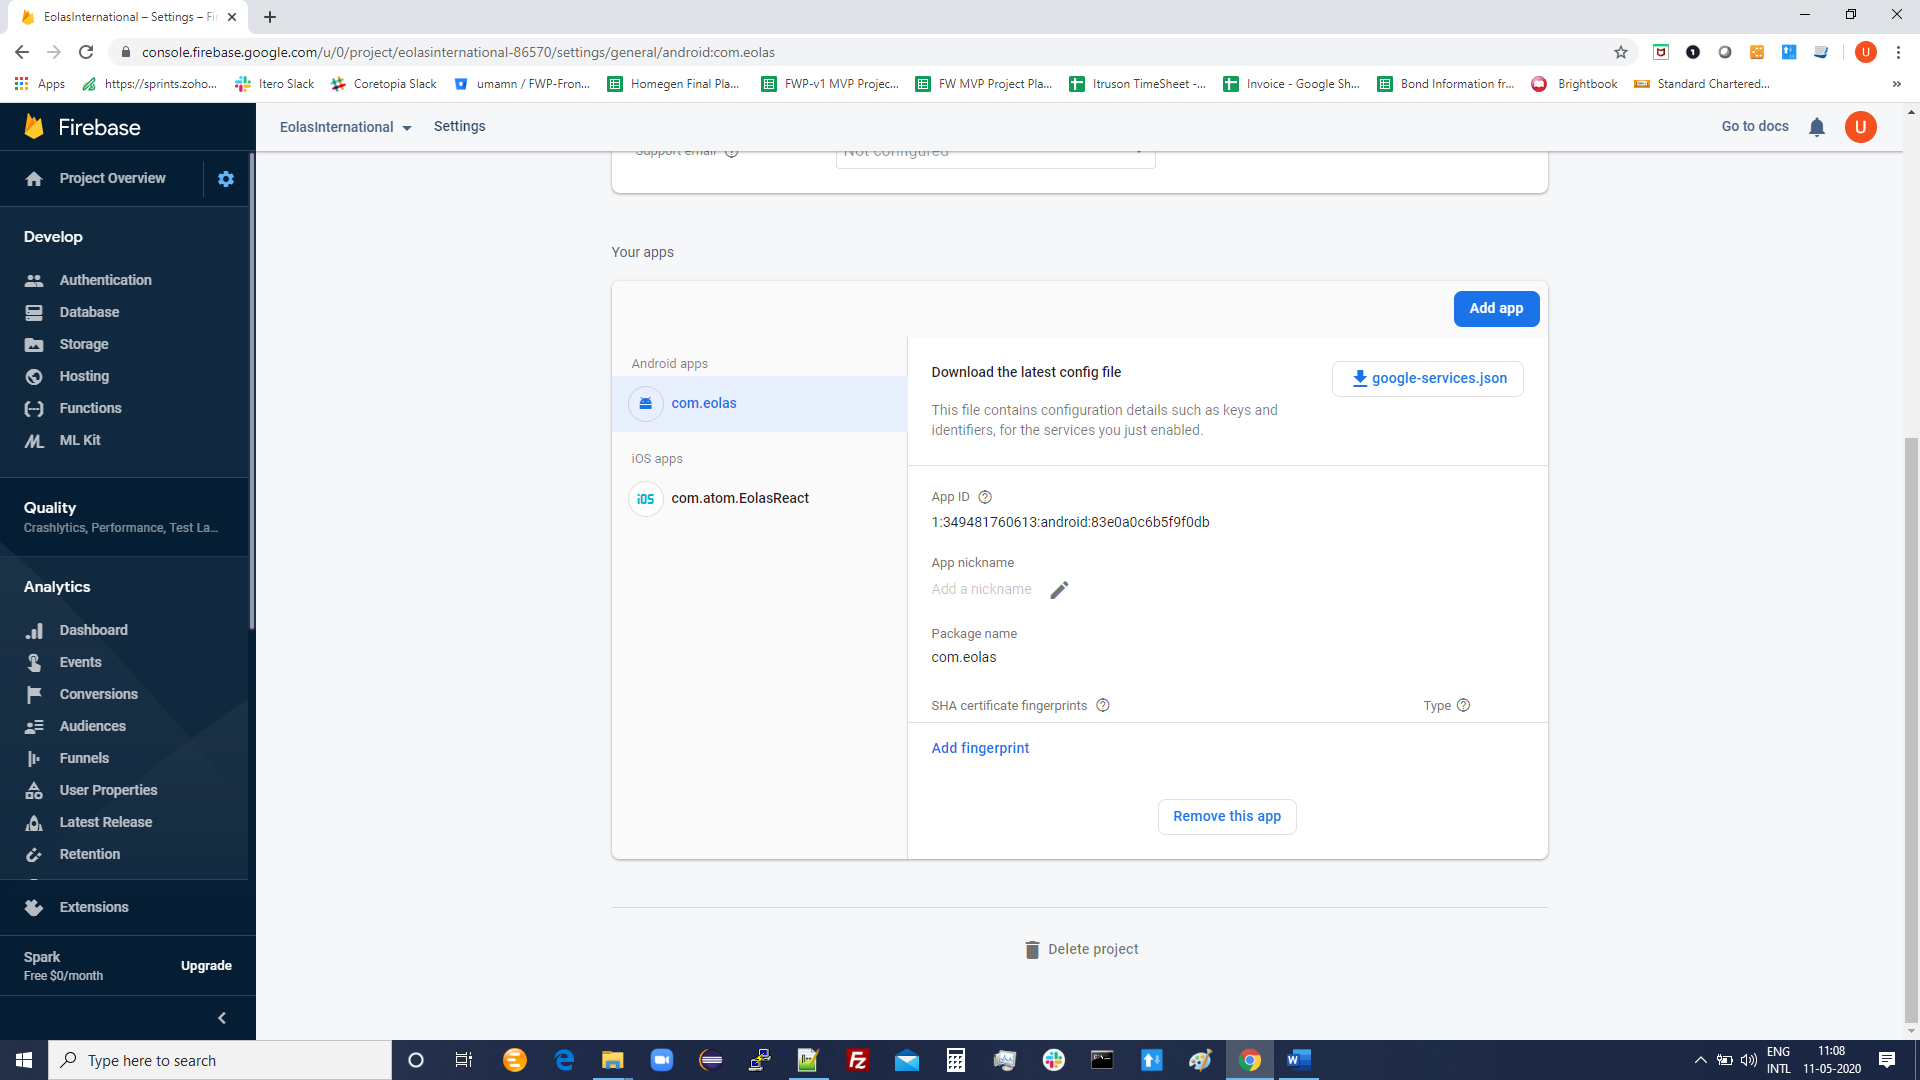 EolasInternational – Settings – Fi
console.firebase.google.com/u/0/project/eolasinternational-86570/settings/general/android:com.eolas
U
Apps
https://sprints.zoho...
Itero Slack
Coretopia Slack
umamn / FWP-Fron...
Homegen Final Pla...
FWP-v1 MVP Projec...
FW MVP Project Pla...
Itruson TimeSheet -...
Invoice - Google Sh...
Bond Information fr...
Brightbook
Standard Chartered...
»
Firebase
EolasInternational
Settings
Go to docs
U
Project Overview
Develop
Authentication
Database
Storage
Hosting
Functions
ML Kit
Quality
Crashlytics, Performance, Test La...
Analytics
Dashboard
Events
Conversions
Audiences
Funnels
User Properties
Latest Release
Retention
Extensions
Spark
Free $0/month
Upgrade
Support email
Not configured
Your apps
Add app
Android apps
com.eolas
iOS apps
iOS
com.atom.EolasReact
Download the latest config file
google-services.json
This file contains configuration details such as keys and
identifiers, for the services you just enabled.
App ID
1:349481760613:android:83e0a0c6b5f9f0db
App nickname
Add a nickname
Package name
com.eolas
SHA certificate fingerprints
Type
Add fingerprint
Remove this app
Delete project
Type here to search
ENG
INTL
11:08
11-05-2020